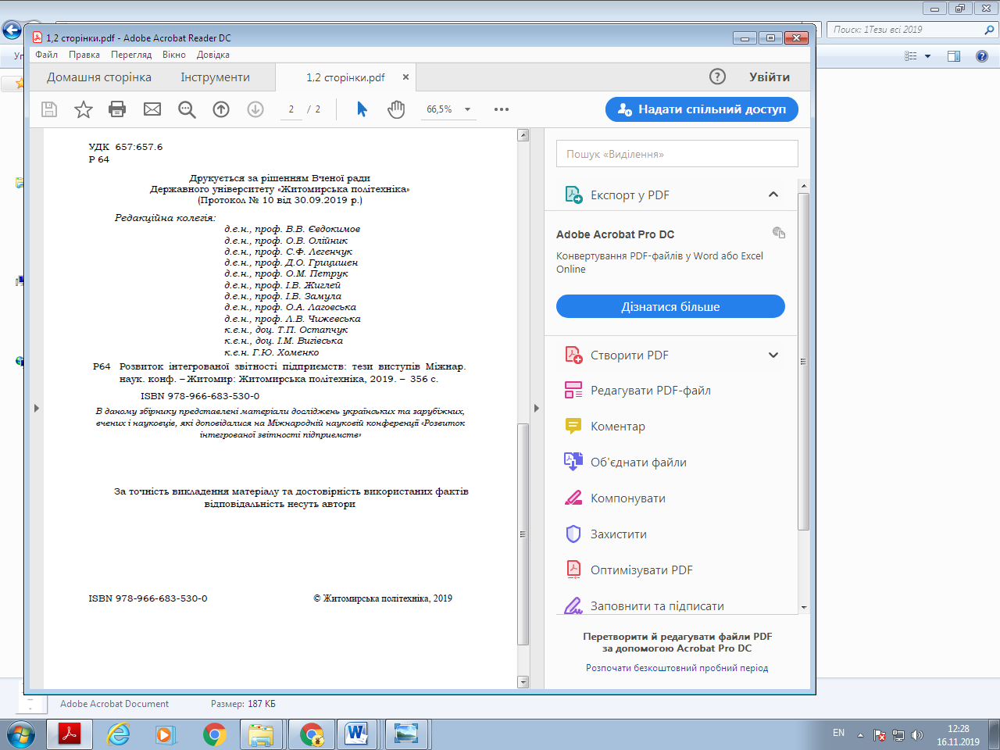 1,2 сторінки.pdf - Adobe Acrobat Reader DC
Поиск: 1Тези всі 2019
Файл Правка Перегляд Вікно Довідка
Домашня сторінка Інструменти 1,2 сторінки.pdf × Увійти
2 / 2 66,5% Надати спільний доступ
УДК 657:657.6
Р 64
Друкується за рішенням Вченої ради
Державного університету «Житомирська політехніка»
(Протокол № 10 від 30.09.2019 р.)
Редакційна колегія:
д.е.н., проф. В.В. Євдокимов
д.е.н., проф. О.В. Олійник
д.е.н., проф. С.Ф. Легенчук
д.е.н., проф. Д.О. Грицишен
д.е.н., проф. О.М. Петрук
д.е.н., проф. І.В. Жиглей
д.е.н., проф. І.В. Замула
д.е.н., проф. О.А. Лаговська
д.е.н., проф. Л.В. Чижевська
к.е.н., доц. Т.П. Остапчук
к.е.н., доц. І.М. Вигівська
к.е.н. Г.Ю. Хоменко
Р64 Розвиток інтегрованої звітності підприємств: тези виступів Міжнар.
наук. конф. – Житомир: Житомирська політехніка, 2019. – 356 с.
ISBN 978-966-683-530-0
В даному збірнику представлені матеріали досліджень українських та зарубіжних,
вчених і науковців, які доповідалися на Міжнародній науковій конференції «Розвиток
інтегрованої звітності підприємств»
За точність викладення матеріалу та достовірність використаних фактів
відповідальність несуть автори
ISBN 978-966-683-530-0 © Житомирська політехніка, 2019
Пошук «Виділення»
Експорт у PDF
Adobe Acrobat Pro DC
Конвертування PDF-файлів у Word або Excel
Online
Дізнатися більше
Створити PDF
Редагувати PDF-файл
Коментар
Об'єднати файли
Компонувати
Захистити
Оптимізувати PDF
Заповнити та підписати
Перетворити й редагувати файли PDF
за допомогою Acrobat Pro DC
Розпочати безкоштовний пробний період
Adobe Acrobat Document Размер: 187 КБ
EN 12:28
16.11.2019